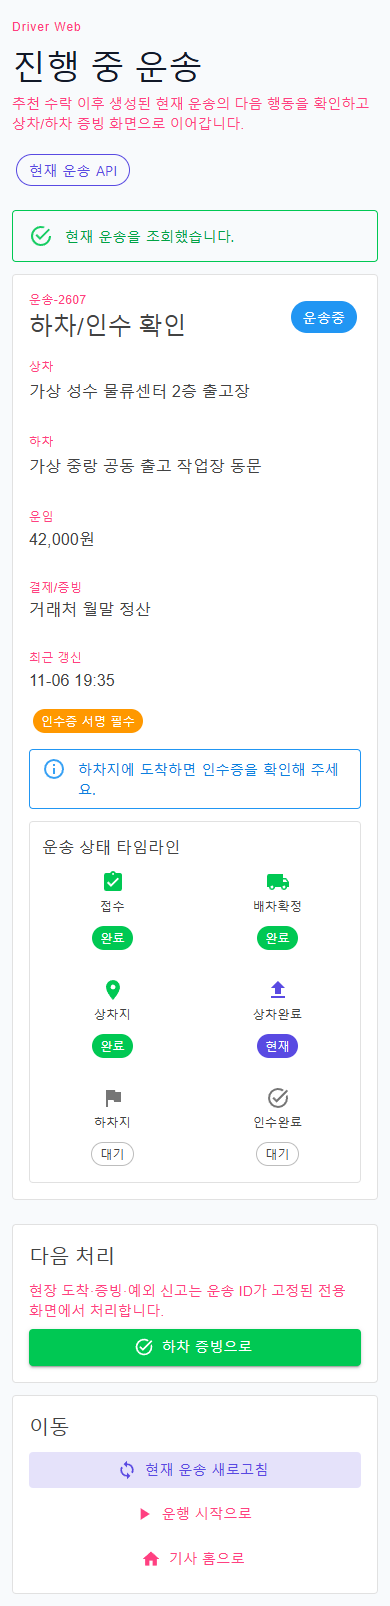 Driver Web
진행 중 운송
추천 수락 이후 생성된 현재 운송의 다음 행동을 확인하고
상차/하차 증빙 화면으로 이어갑니다.
현재 운송 API
현재 운송을 조회했습니다.
운송-2607
하차/인수 확인
운송중
상차
가상 성수 물류센터 2층 출고장
하차
가상 중랑 공동 출고 작업장 동문
운임
42,000원
결제/증빙
거래처 월말 정산
최근 갱신
11-06 19:35
인수증 서명 필수
하차지에 도착하면 인수증을 확인해 주세
요.
운송 상태 타임라인
접수
완료
배차확정
완료
상차지
완료
상차완료
현재
하차지
대기
인수완료
대기
다음 처리
현장 도착·증빙·예외 신고는 운송 ID가 고정된 전용
화면에서 처리합니다.
하차 증빙으로
이동
현재 운송 새로고침
운행 시작으로
기사 홈으로